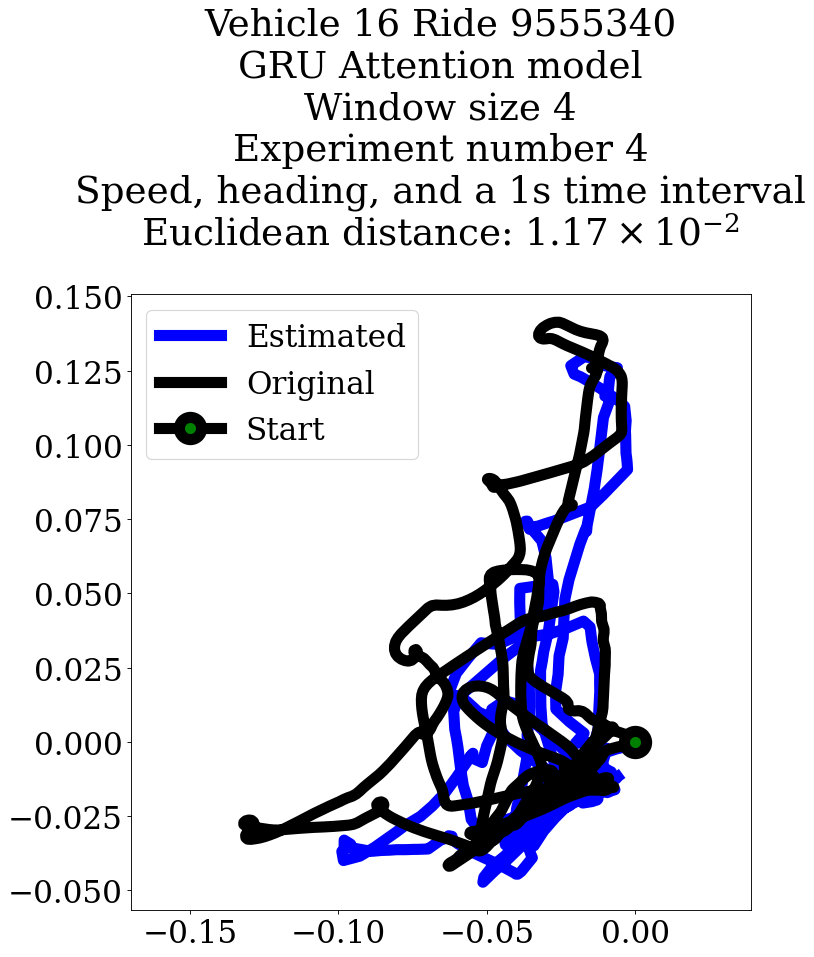 Vehicle 16 Ride 9555340
GRU Attention model
Window size 4
Experiment number 4
Speed, heading, and a 1s time interval
Euclidean distance: 1.17 × 10⁻²
0.150
0.125
0.100
0.075
0.050
0.025
0.000
−0.025
−0.050
Estimated
Original
Start
−0.15
−0.10
−0.05
0.00